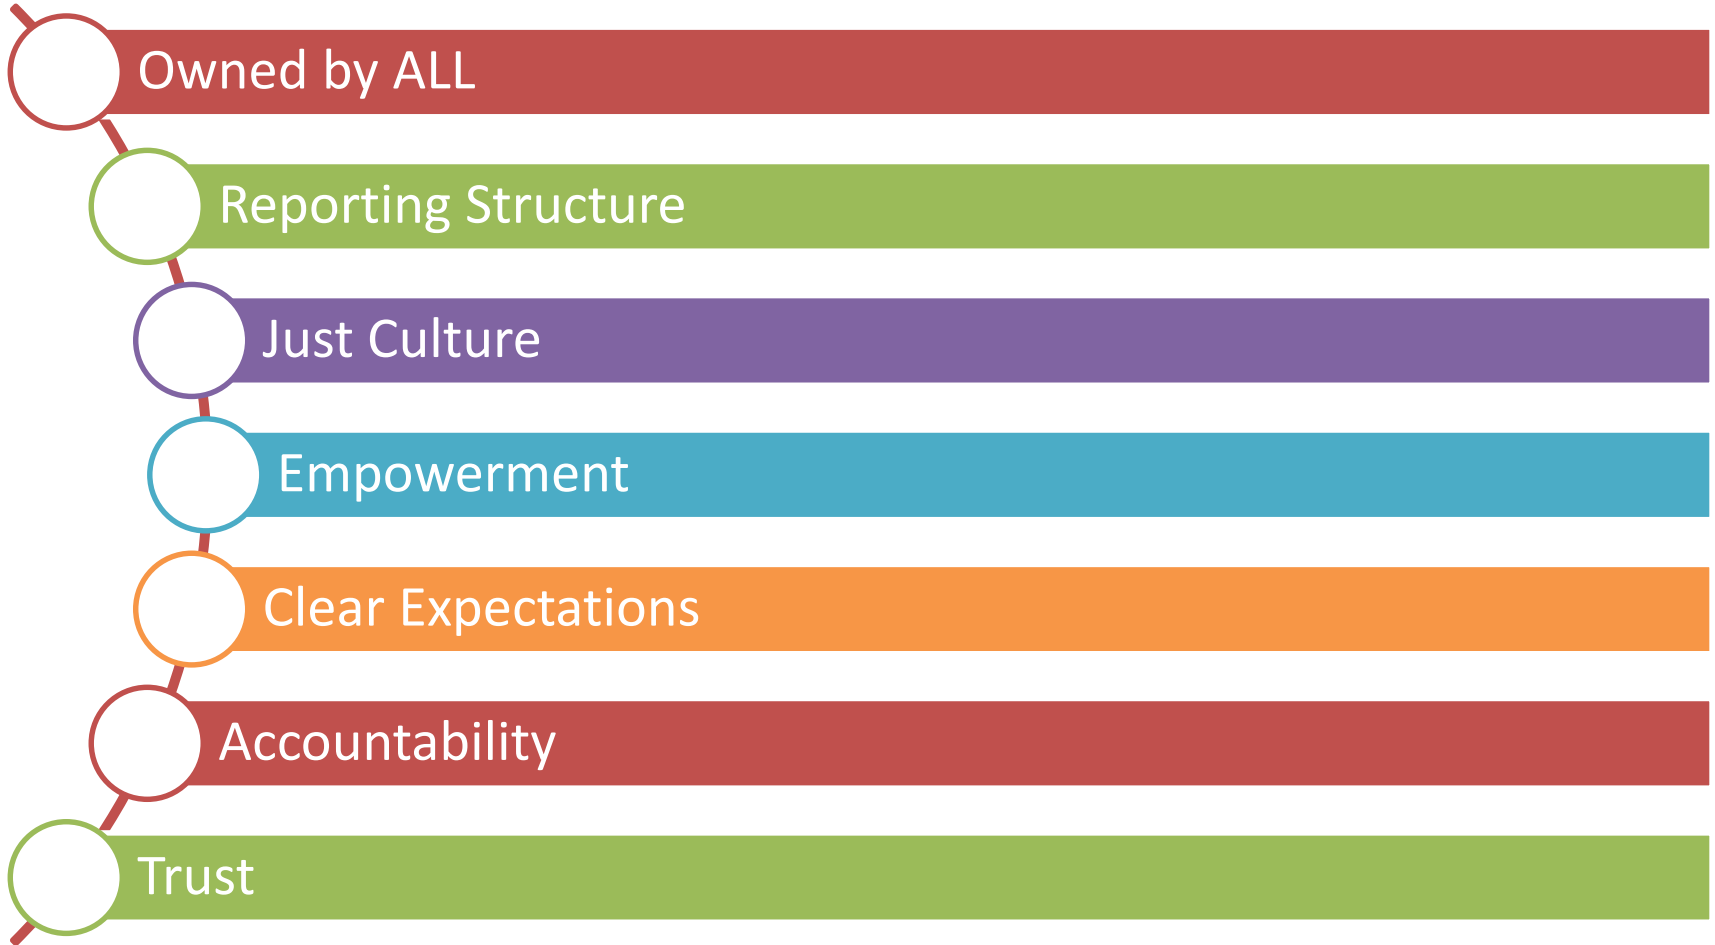 Owned by ALL
Reporting Structure
Just Culture
Empowerment
Clear Expectations
Accountability
Trust